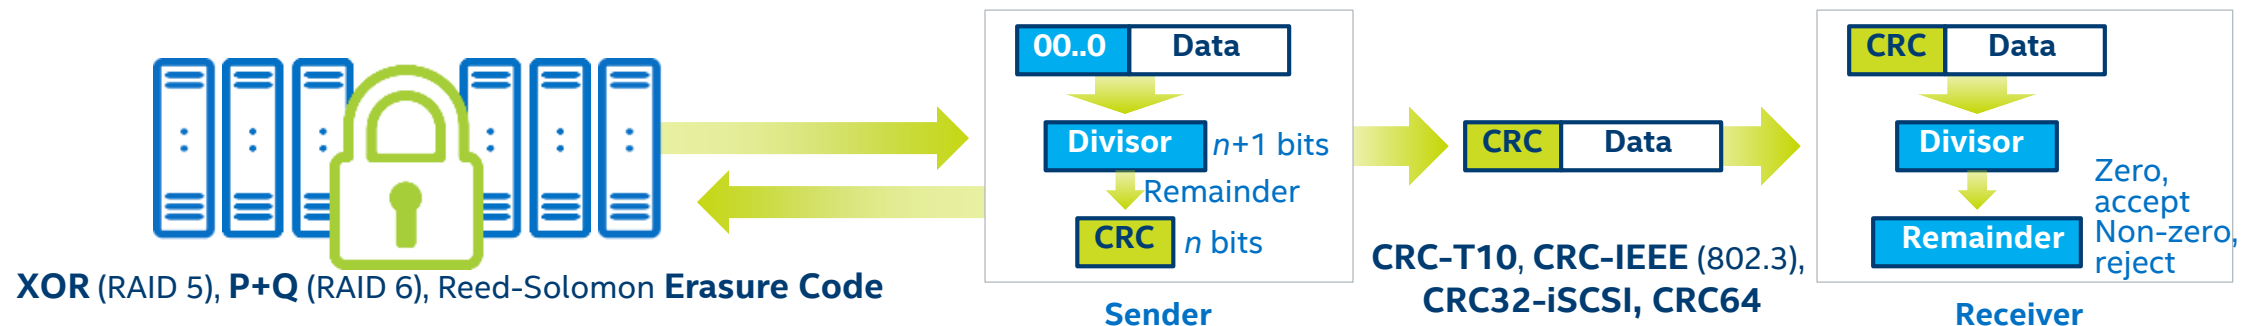 XOR (RAID 5), P+Q (RAID 6), Reed-Solomon Erasure Code
00..0 Data
Divisor n+1 bits
Remainder
CRC n bits
Sender
CRC Data
CRC-T10, CRC-IEEE (802.3),
CRC32-iSCSI, CRC64
CRC Data
Divisor
Remainder
Zero,
accept
Non-zero,
reject
Receiver